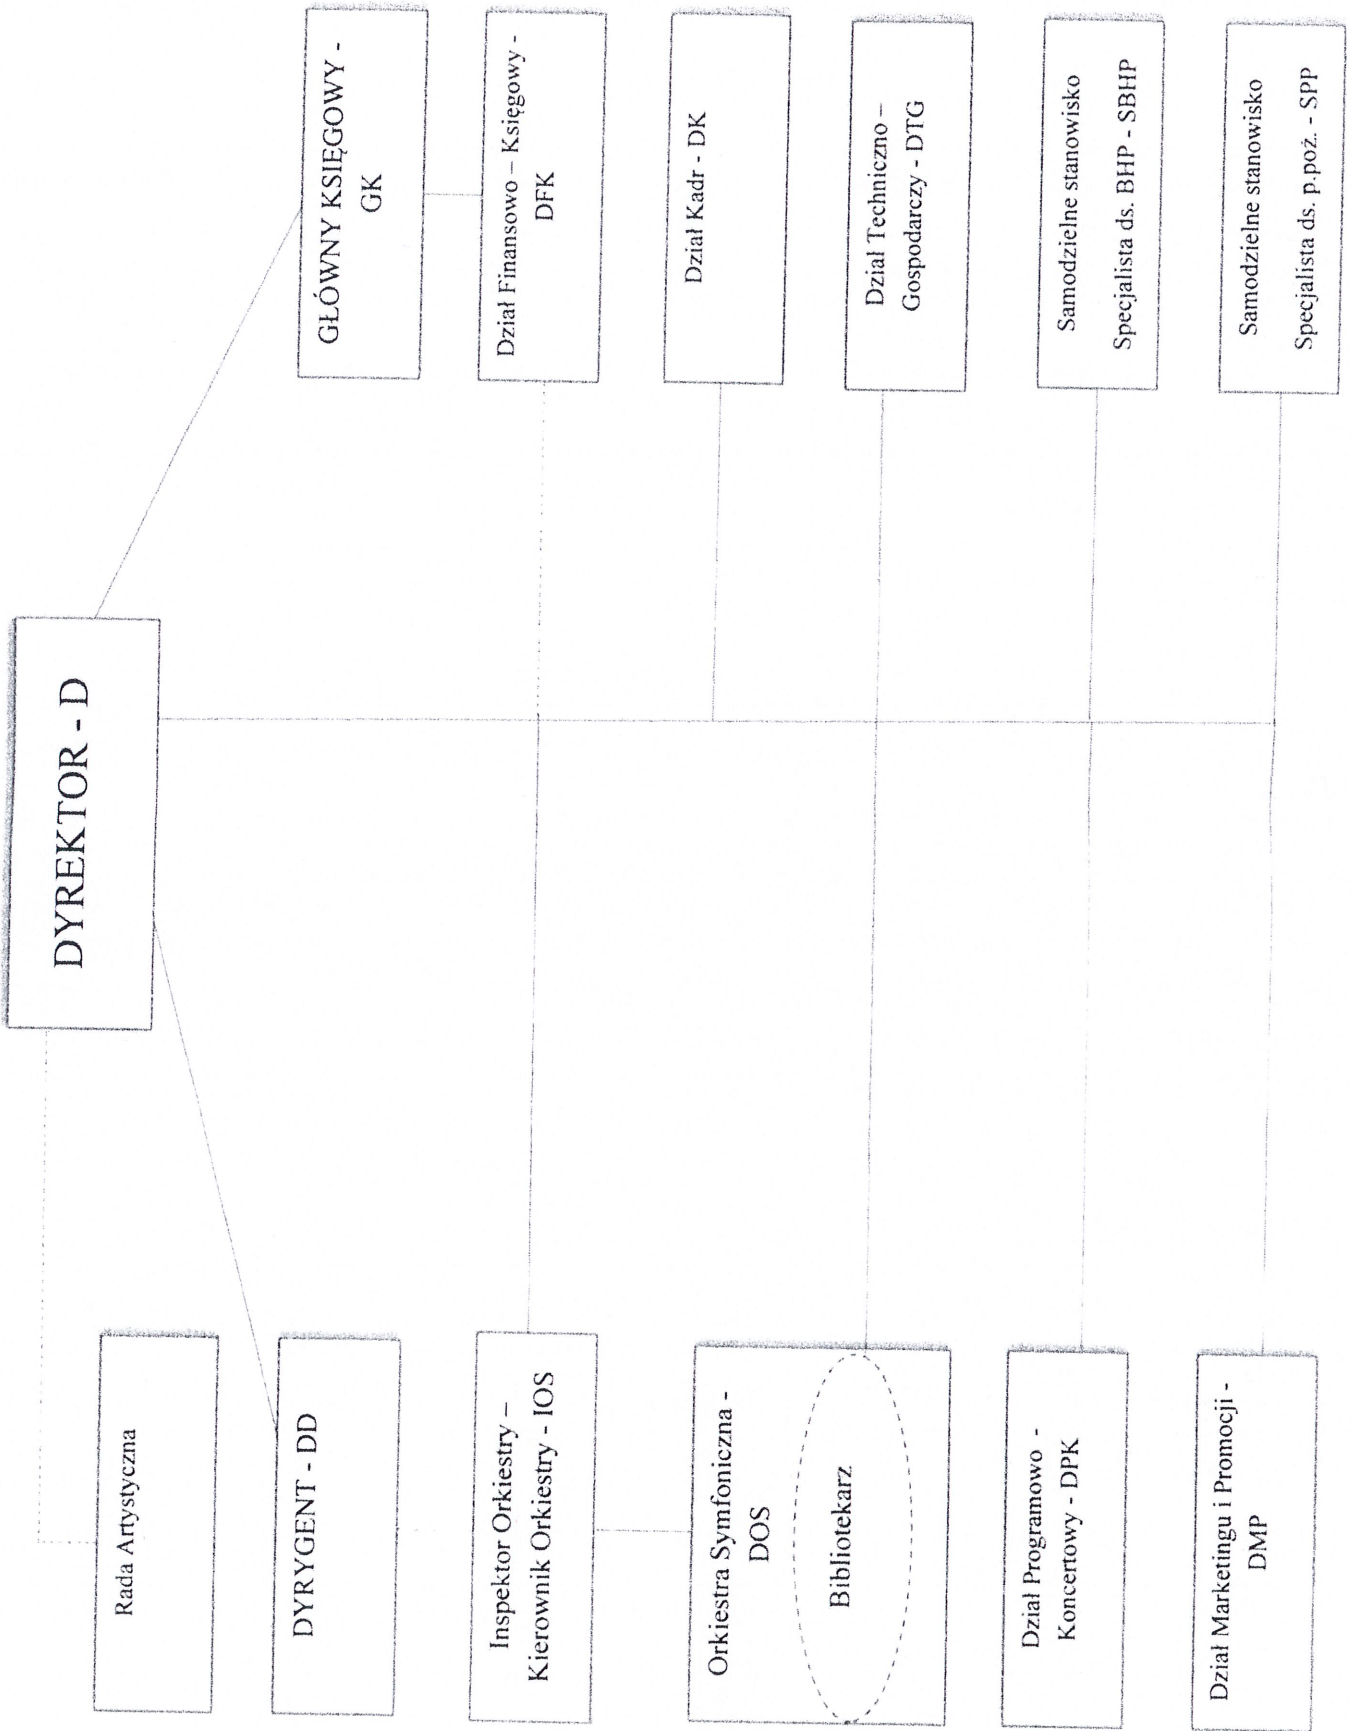 DYREKTOR - D
Rada Artystyczna
DYRYGENT - DD
Inspektor Orkiestry –
Kierownik Orkiestry - IOS
Orkiestra Symfoniczna -
DOS
Bibliotekarz
Dział Programowo -
Koncertowy - DPK
Dział Marketingu i Promocji -
DMP
GŁÓWNY KSIĘGOWY -
GK
Dział Finansowo – Księgowy -
DFK
Dział Kadr - DK
Dział Techniczno –
Gospodarczy - DTG
Samodzielne stanowisko
Specjalista ds. BHP - SBHP
Samodzielne stanowisko
Specjalista ds. p.poż. - SPP